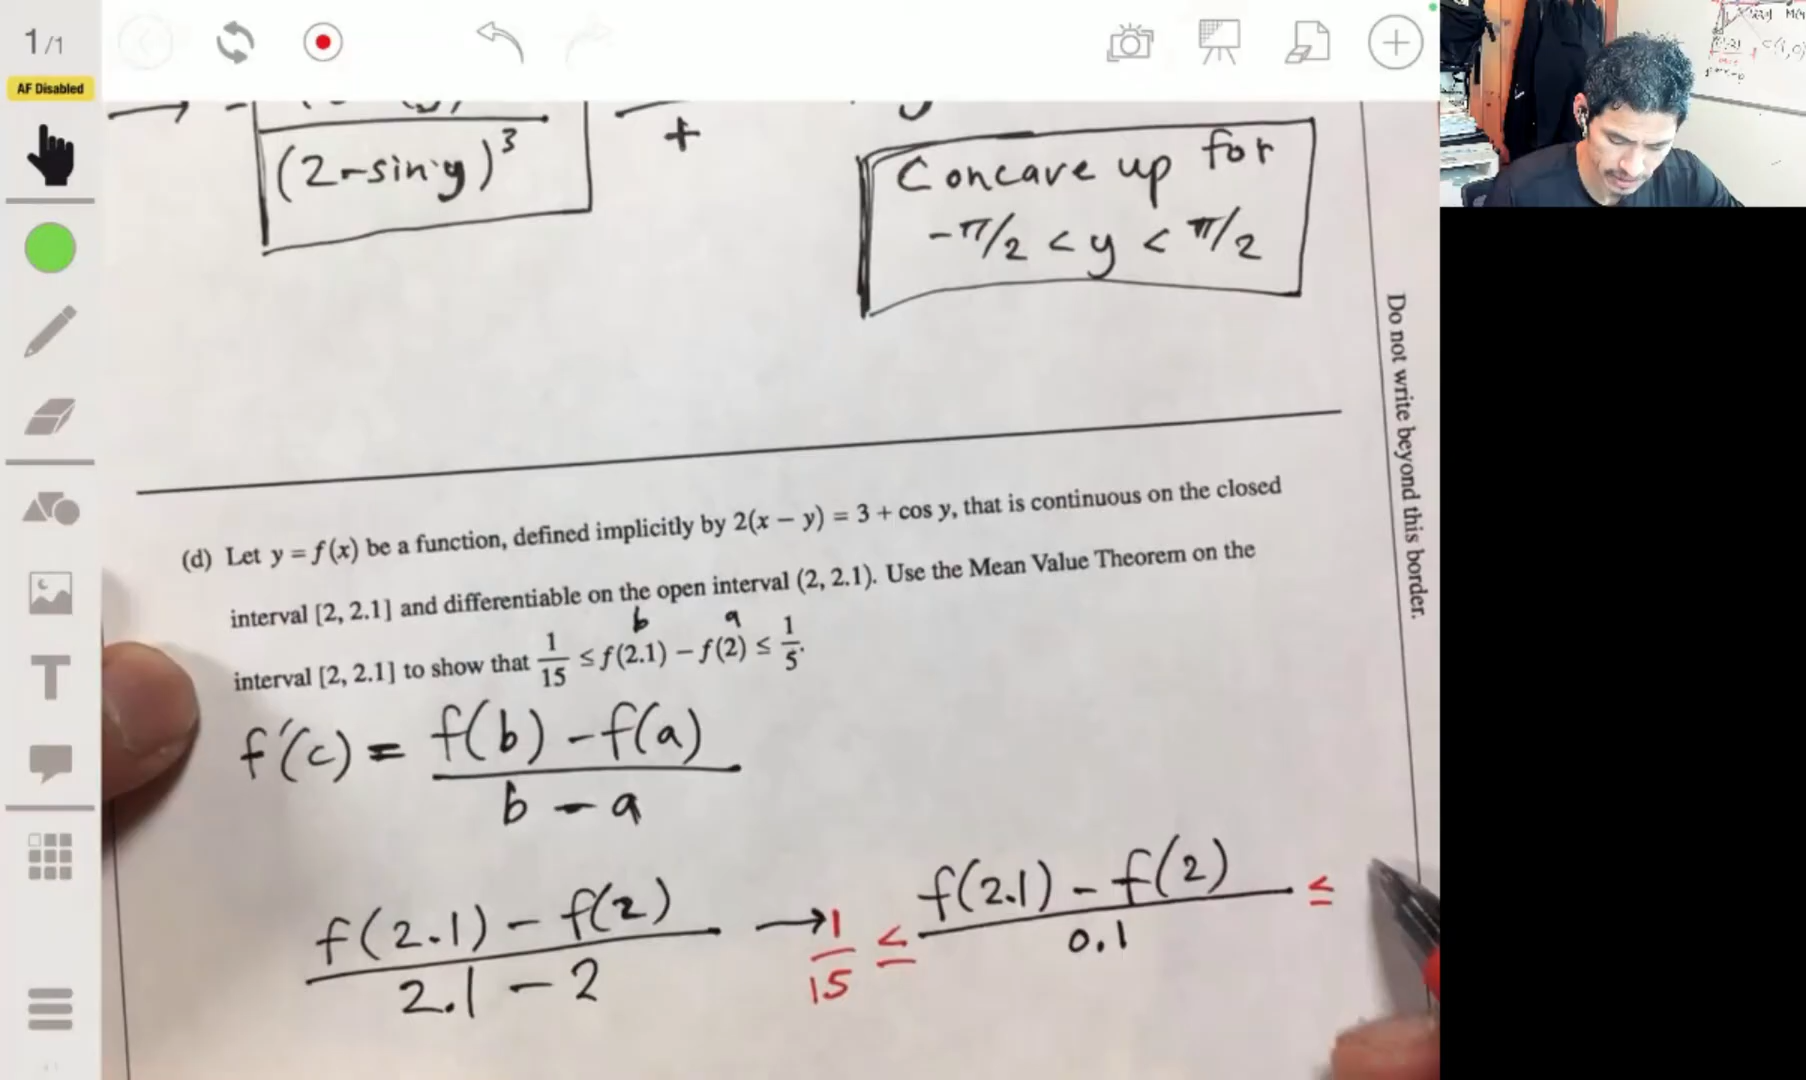 1/1
AF Disabled
T
(2-sin y)³
+
Concave up for
-π/2 < y < π/2
Do not write beyond this border.
(d) Let y = f(x) be a function, defined implicitly by 2(x − y) = 3 + cos y, that is continuous on the closed
interval [2, 2.1] and differentiable on the open interval (2, 2.1). Use the Mean Value Theorem on the
b a
interval [2, 2.1] to show that 1/15 ≤ f(2.1) − f(2) ≤ 1/5.
f'(c) = f(b) - f(a) / b - a
f(2.1) - f(2) / 2.1 - 2 → 1/15 ≤ f(2.1) - f(2) / 0.1 ≤